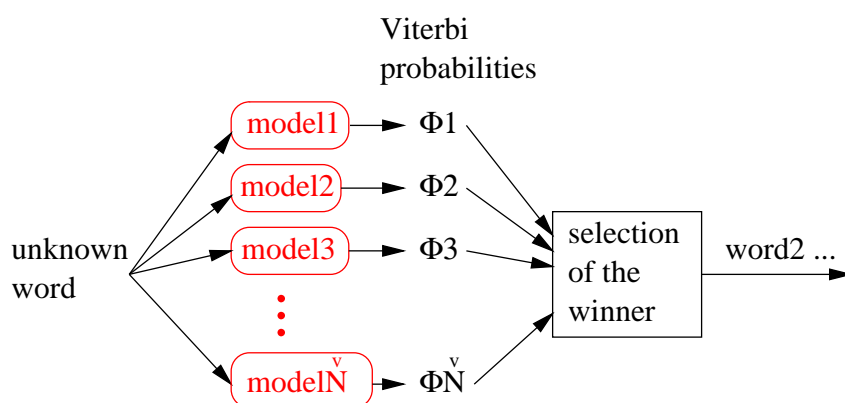 Viterbi
probabilities
model1
Φ1
model2
Φ2
unknown
word
model3
Φ3
selection
of the
winner
word2 ...
modelN̆
ΦN̆